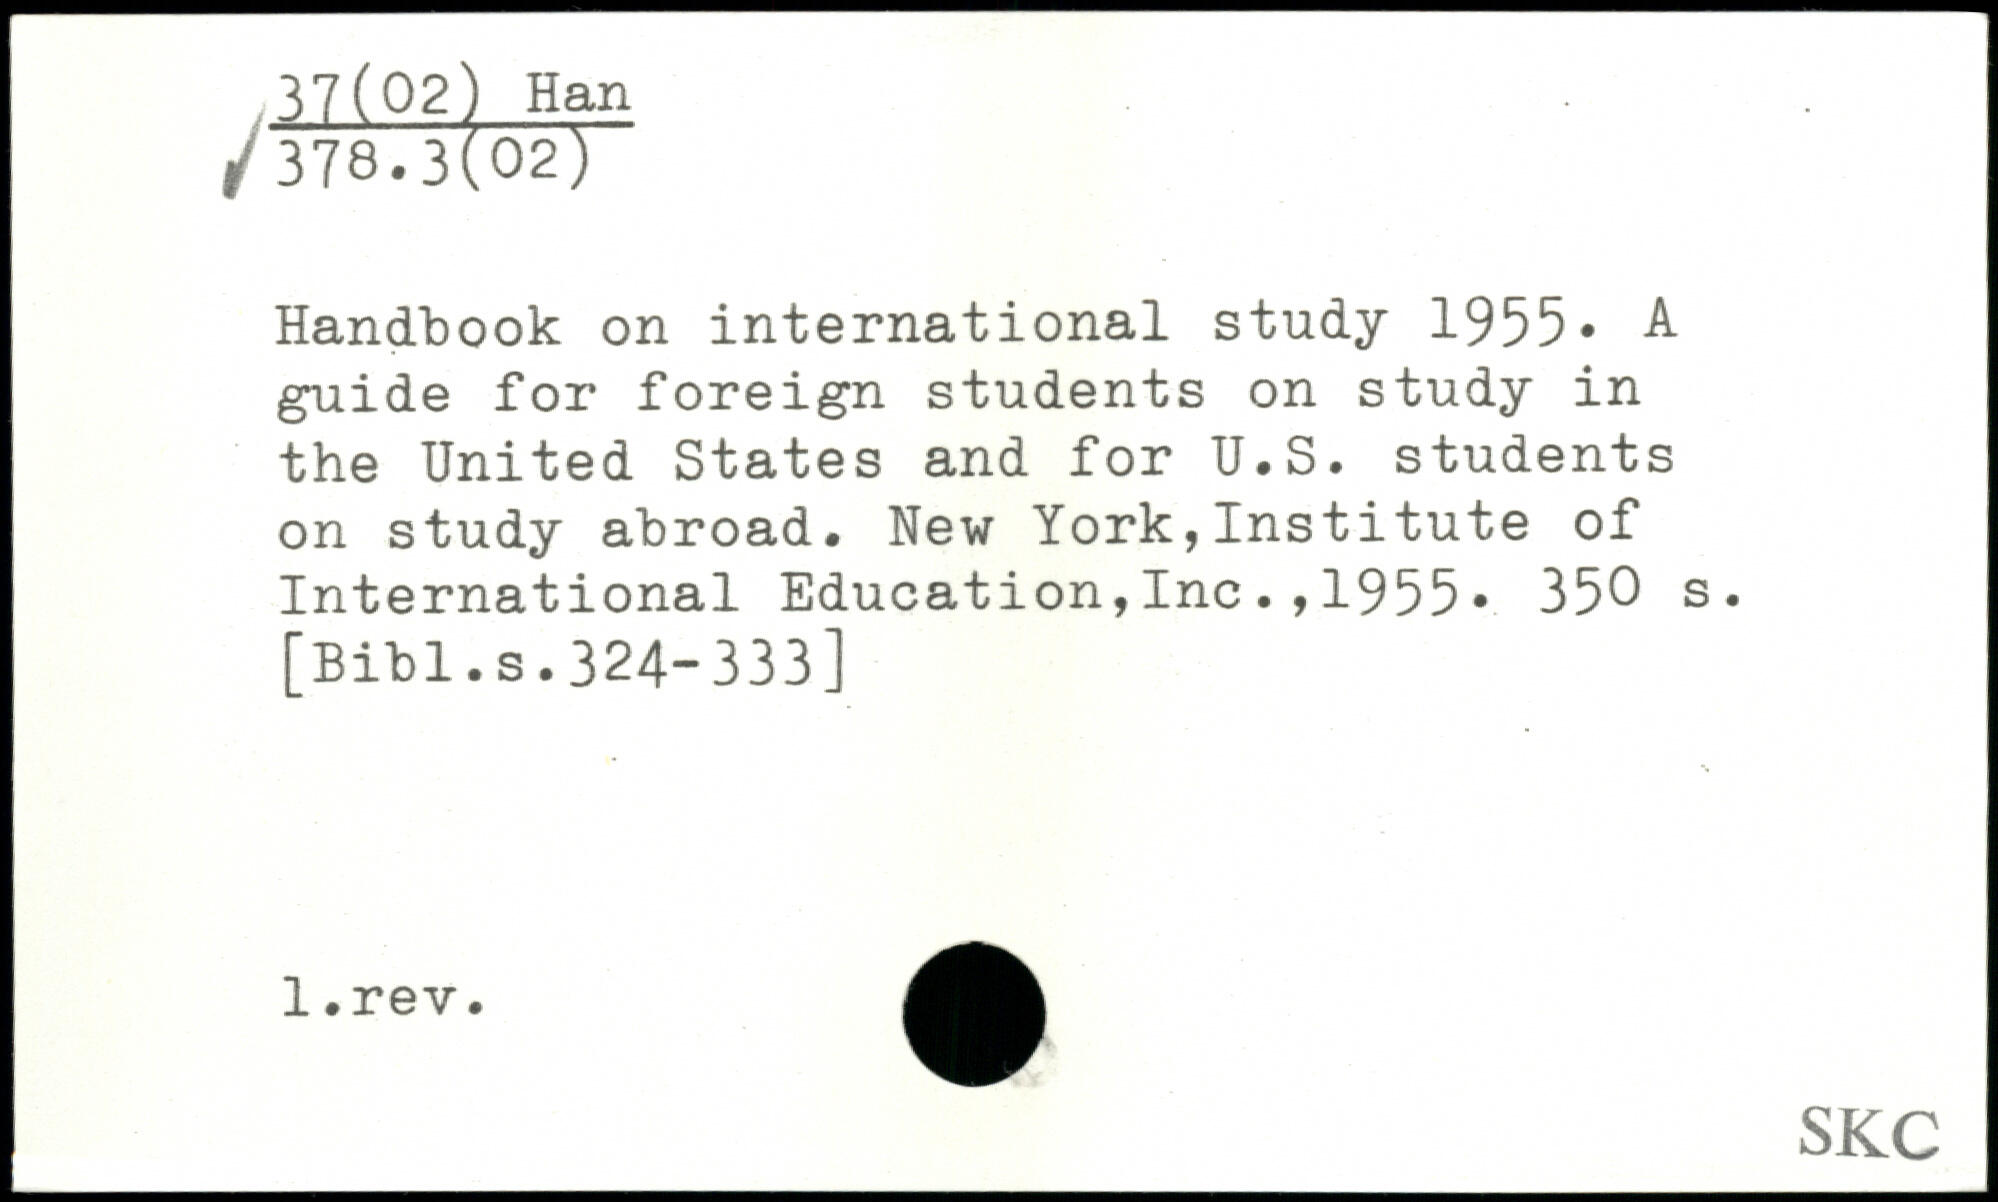 37(02) Han
378.3(02)
Handbook on international study 1955. A
guide for foreign students on study in
the United States and for U.S. students
on study abroad. New York,Institute of
International Education,Inc.,1955. 350 s.
[Bibl.s.324-333]
1.rev.
SKC